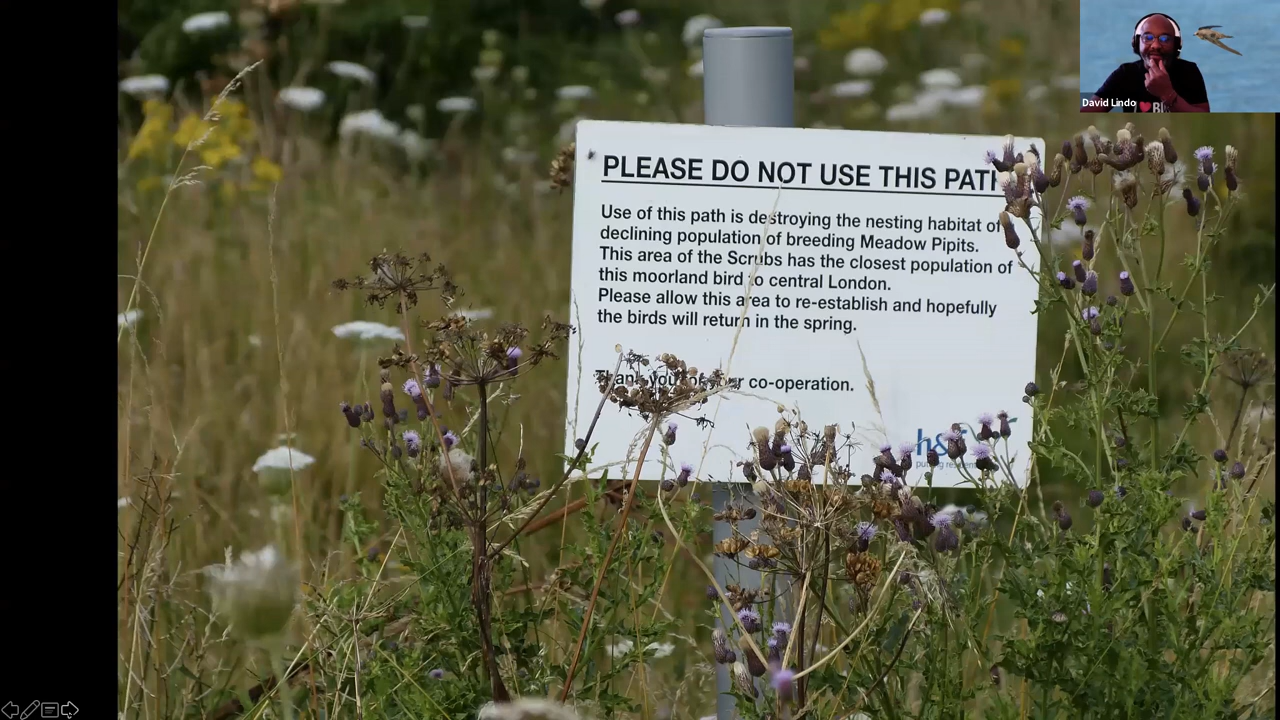 PLEASE DO NOT USE THIS PATH
Use of this path is destroying the nesting habitat of
declining population of breeding Meadow Pipits.
This area of the Scrubs has the closest population of
this moorland bird to central London.
Please allow this area to re-establish and hopefully
the birds will return in the spring.
Thank you co-operation.
David Lindo